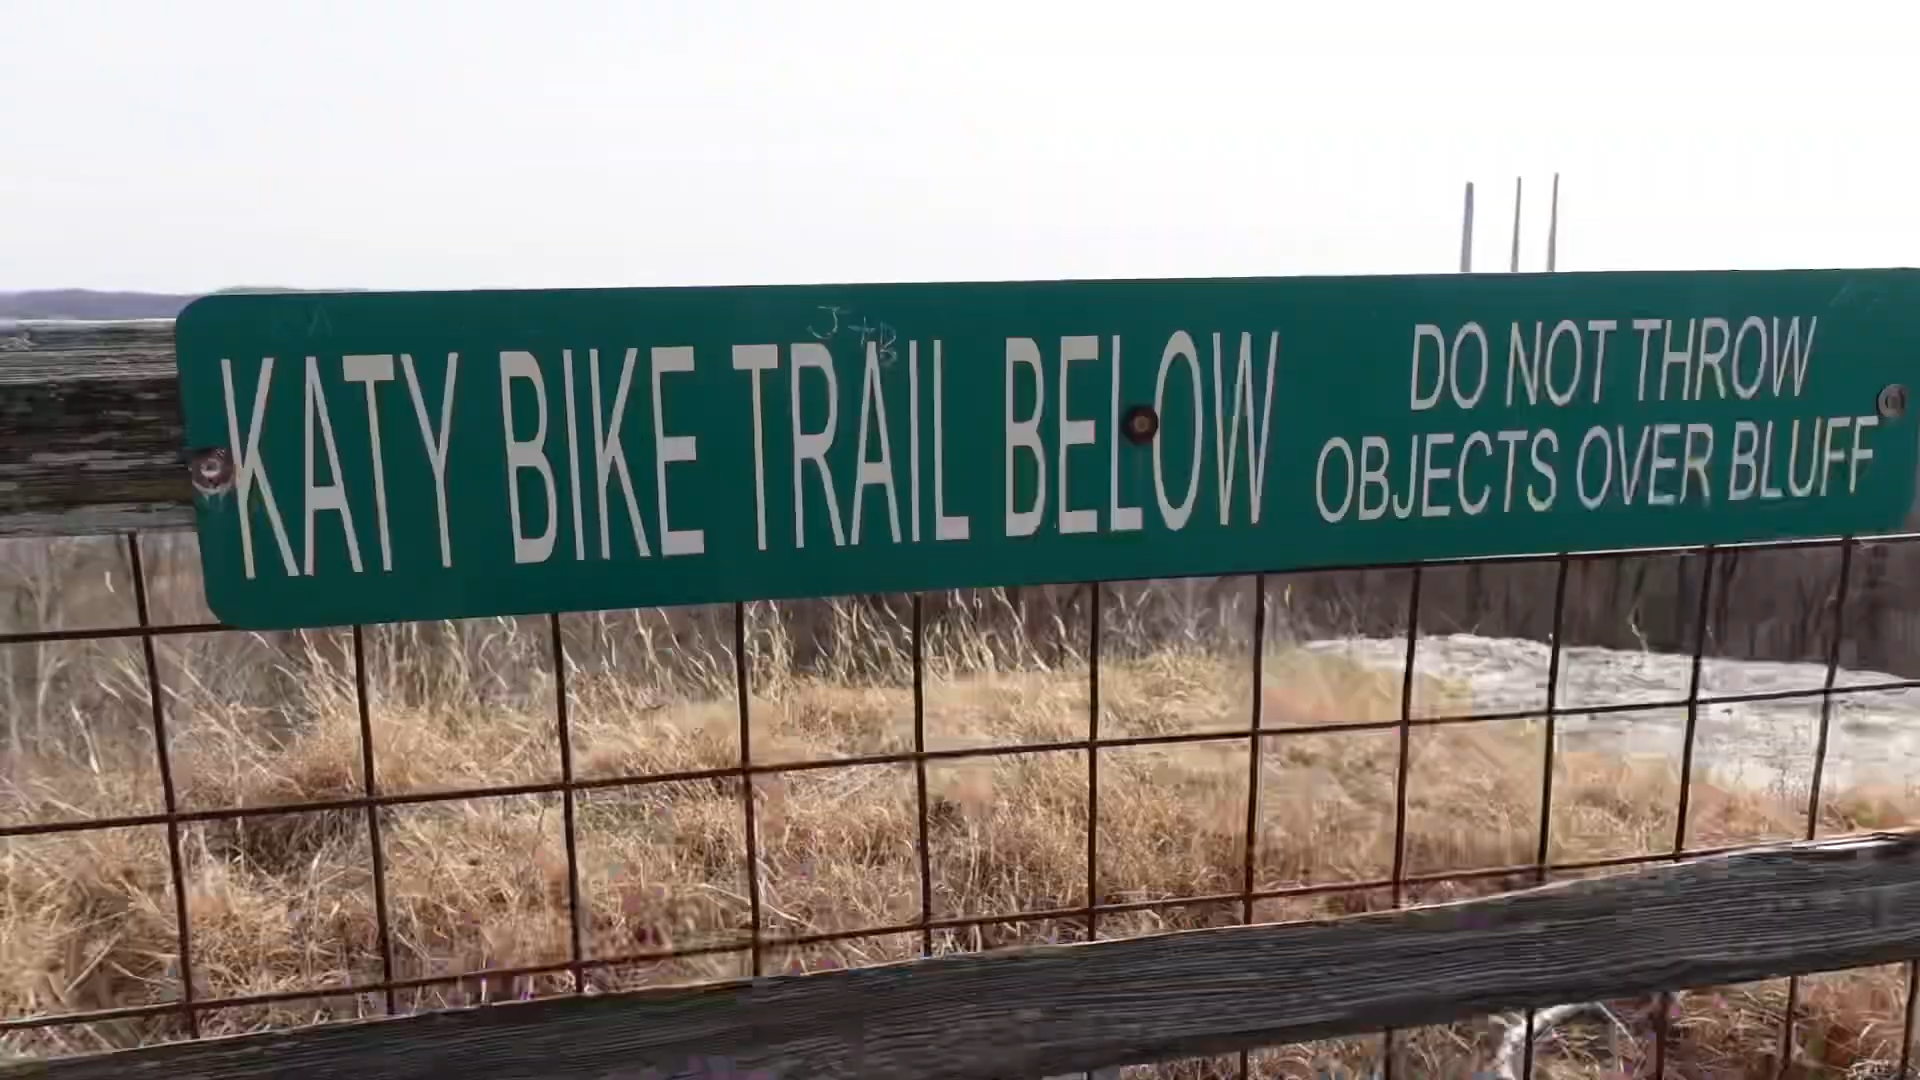 KATY BIKE TRAIL BELOW
DO NOT THROW
OBJECTS OVER BLUFF
J+B